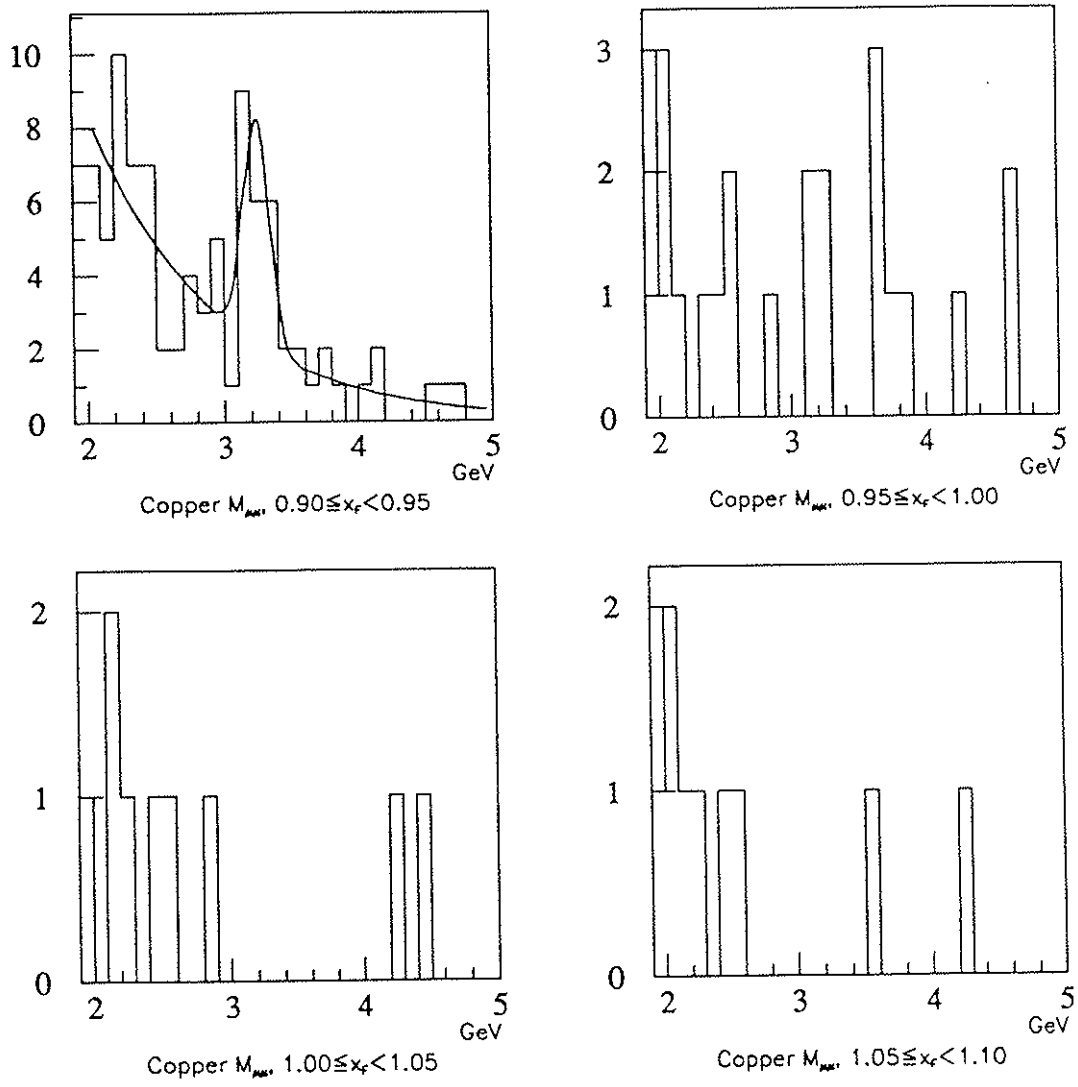 10
8
6
4
2
0
2 3 4 5
GeV
Copper M_μμ, 0.90≦x_F<0.95
3
2
1
0
2 3 4 5
GeV
Copper M_μμ, 0.95≦x_F<1.00
2
1
0
2 3 4 5
GeV
Copper M_μμ, 1.00≦x_F<1.05
2
1
0
2 3 4 5
GeV
Copper M_μμ, 1.05≦x_F<1.10